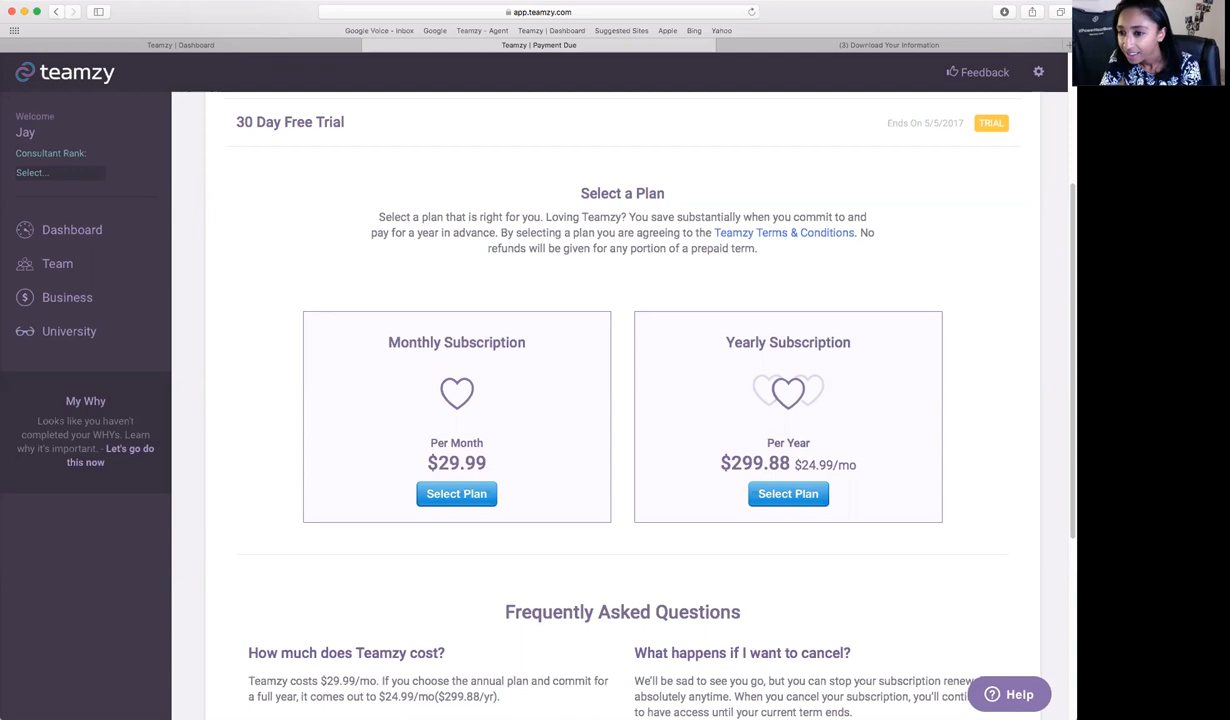 app.teamzy.com
Google Voice - inbox Google Teamzy - Agent Teamzy | Dashboard Suggested Sites Apple Bing Yahoo
Teamzy | Dashboard Teamzy | Payment Due (3) Download Your Information
teamzy
Feedback
Welcome
Jay
Consultant Rank:
Select...
Dashboard
Team
Business
University
My Why
Looks like you haven't
completed your WHYs. Learn
why it's important. - Let's go do
this now
30 Day Free Trial
Ends On 5/5/2017 TRIAL
Select a Plan
Select a plan that is right for you. Loving Teamzy? You save substantially when you commit to and
pay for a year in advance. By selecting a plan you are agreeing to the Teamzy Terms & Conditions. No
refunds will be given for any portion of a prepaid term.
Monthly Subscription
Per Month
$29.99
Select Plan
Yearly Subscription
Per Year
$299.88 $24.99/mo
Select Plan
Frequently Asked Questions
How much does Teamzy cost?
Teamzy costs $29.99/mo. If you choose the annual plan and commit for
a full year, it comes out to $24.99/mo($299.88/yr).
What happens if I want to cancel?
We'll be sad to see you go, but you can stop your subscription
absolutely anytime. When you cancel your subscription, you'll
to have access until your current term ends.
Help